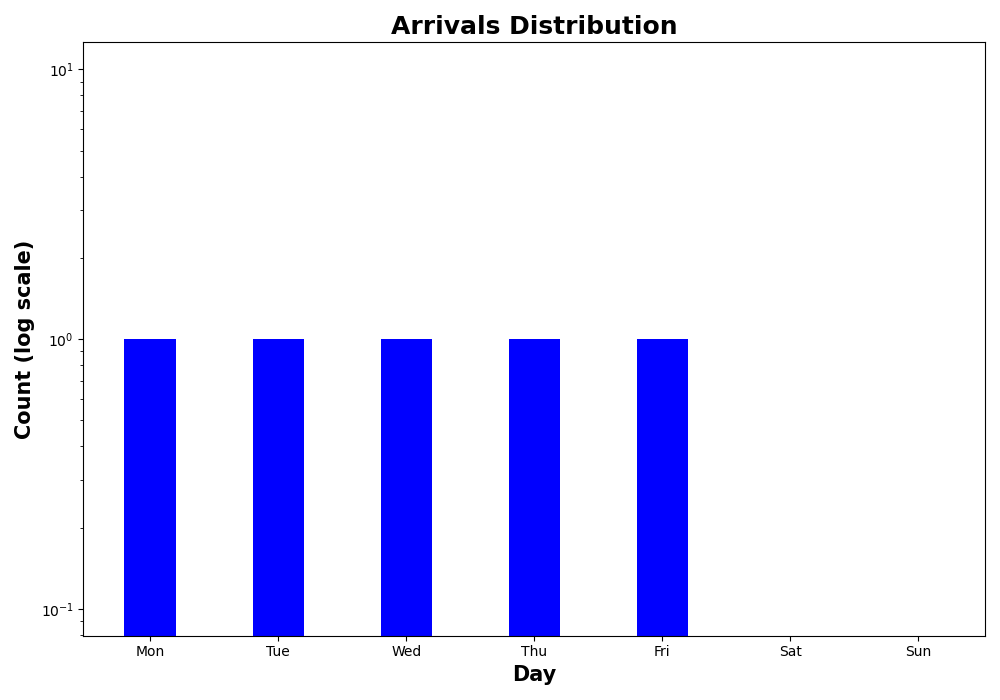 Arrivals Distribution
Count (log scale)
10¹
10⁰
10⁻¹
Mon Tue Wed Thu Fri Sat Sun
Day